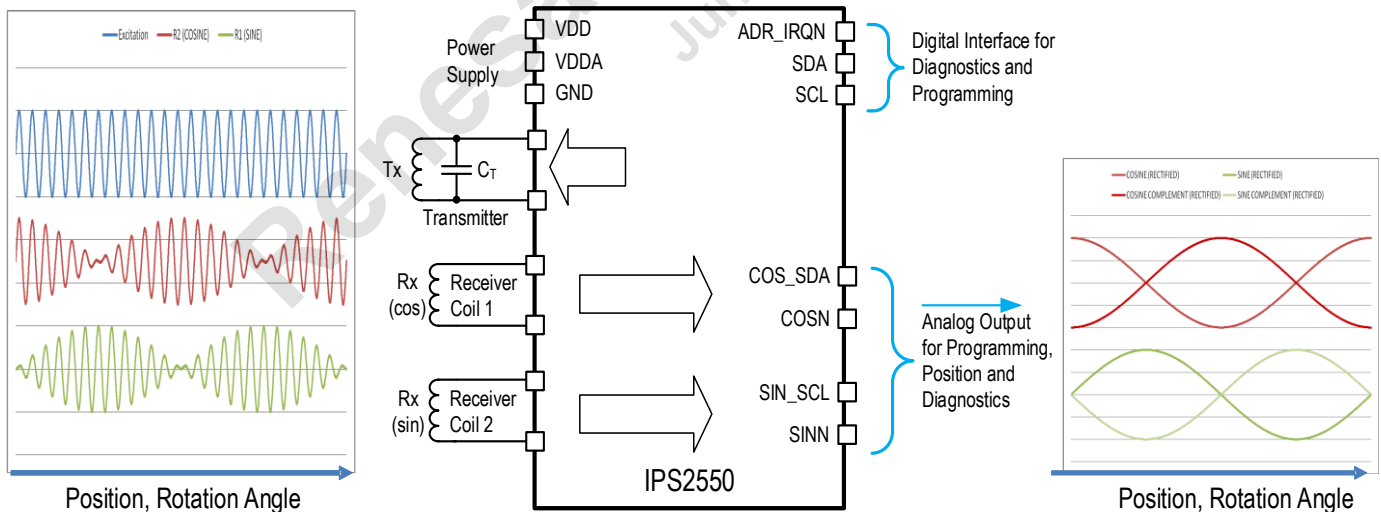 Excitation R2 (COSINE) R1 (SINE)
Position, Rotation Angle
Power
Supply
VDD
VDDA
GND
Tx
CT
Transmitter
Rx
(cos)
Receiver
Coil 1
Rx
(sin)
Receiver
Coil 2
ADR_IRQN
SDA
SCL
Digital Interface for
Diagnostics and
Programming
COS_SDA
COSN
SIN_SCL
SINN
Analog Output
for Programming,
Position and
Diagnostics
IPS2550
COSINE (RECTIFIED) SINE (RECTIFIED)
COSINE COMPLEMENT (RECTIFIED) SINE COMPLEMENT (RECTIFIED)
Position, Rotation Angle